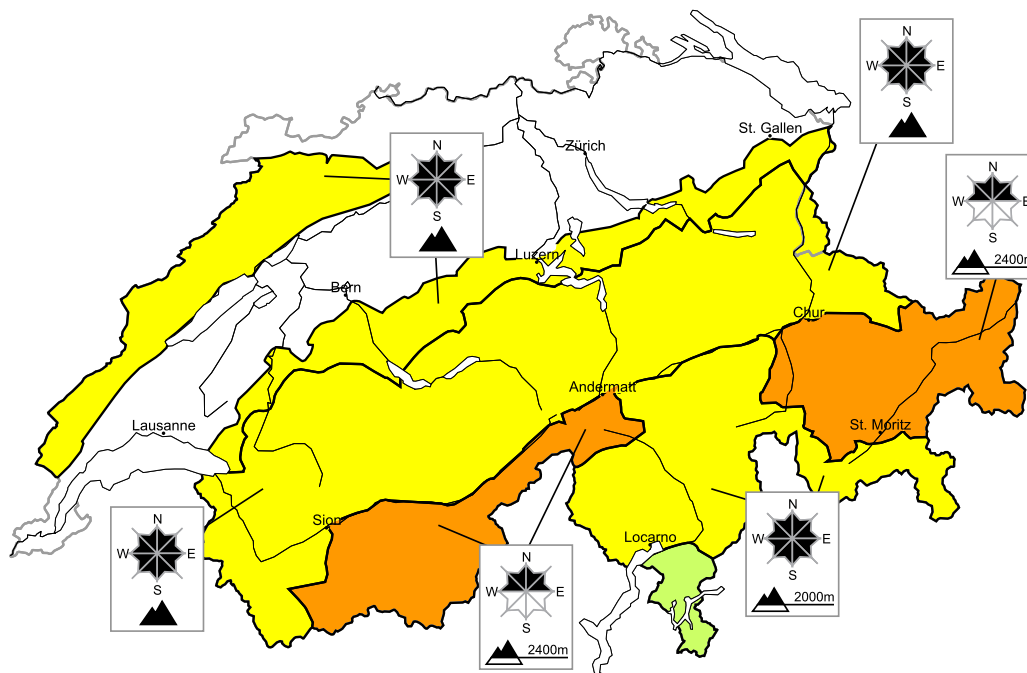 N
W E
S
St. Gallen
Zürich
N
W E
S
N
W E
S
2400m
Luzern
Bern
Chur
Andermatt
Lausanne
St. Moritz
Sion
Locarno
N
W E
S
N
W E
S
2000m
N
W E
S
2400m